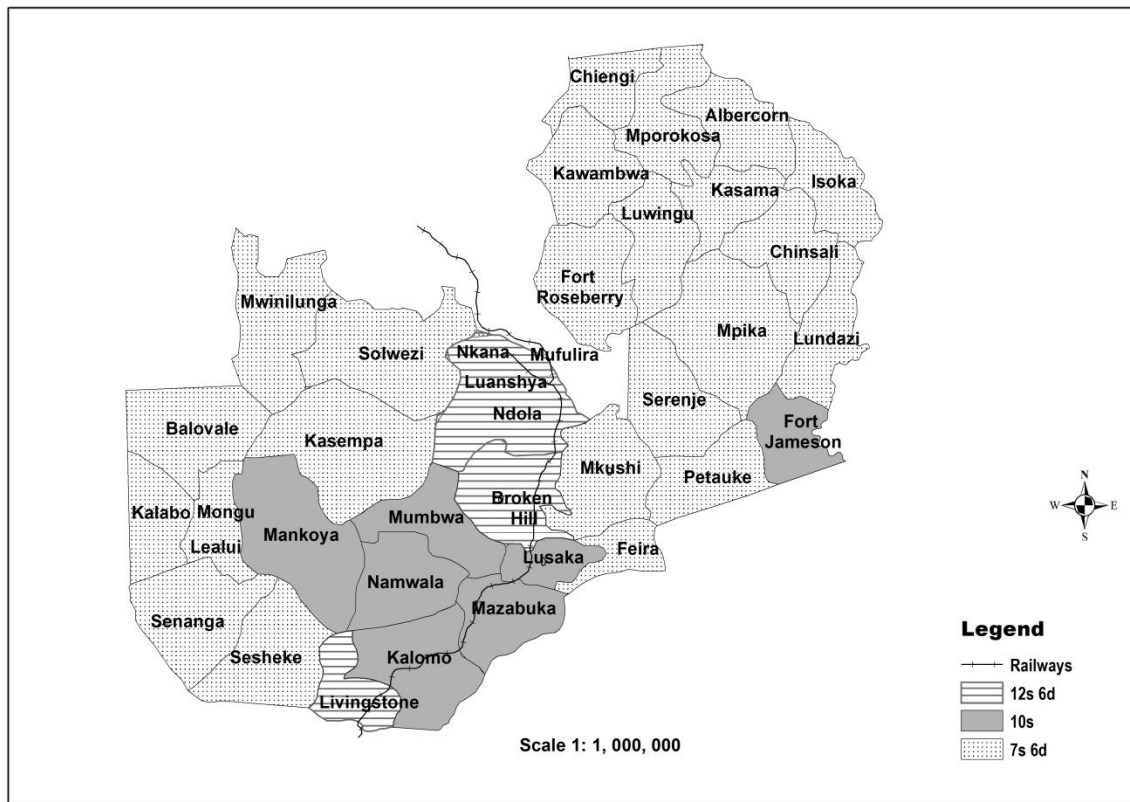 Chiengi
Albercorn
Mporokosa
Kawambwa
Isoka
Kasama
Luwingu
Chinsali
Fort
Roseberry
Mwinilunga
Mpika
Lundazi
Solwezi
Nkana
Mufulira
Luanshya
Serenje
Ndola
Fort
Jameson
Balovale
Kasempa
Mkushi
Petauke
Kalabo
Mongu
Broken
Hill
Mumbwa
Mankoya
Lealui
Lusaka
Feira
Namwala
Mazabuka
Senanga
Sesheke
Kalomo
Livingstone
N
W
E
S
Legend
Railways
12s 6d
10s
7s 6d
Scale 1: 1, 000, 000